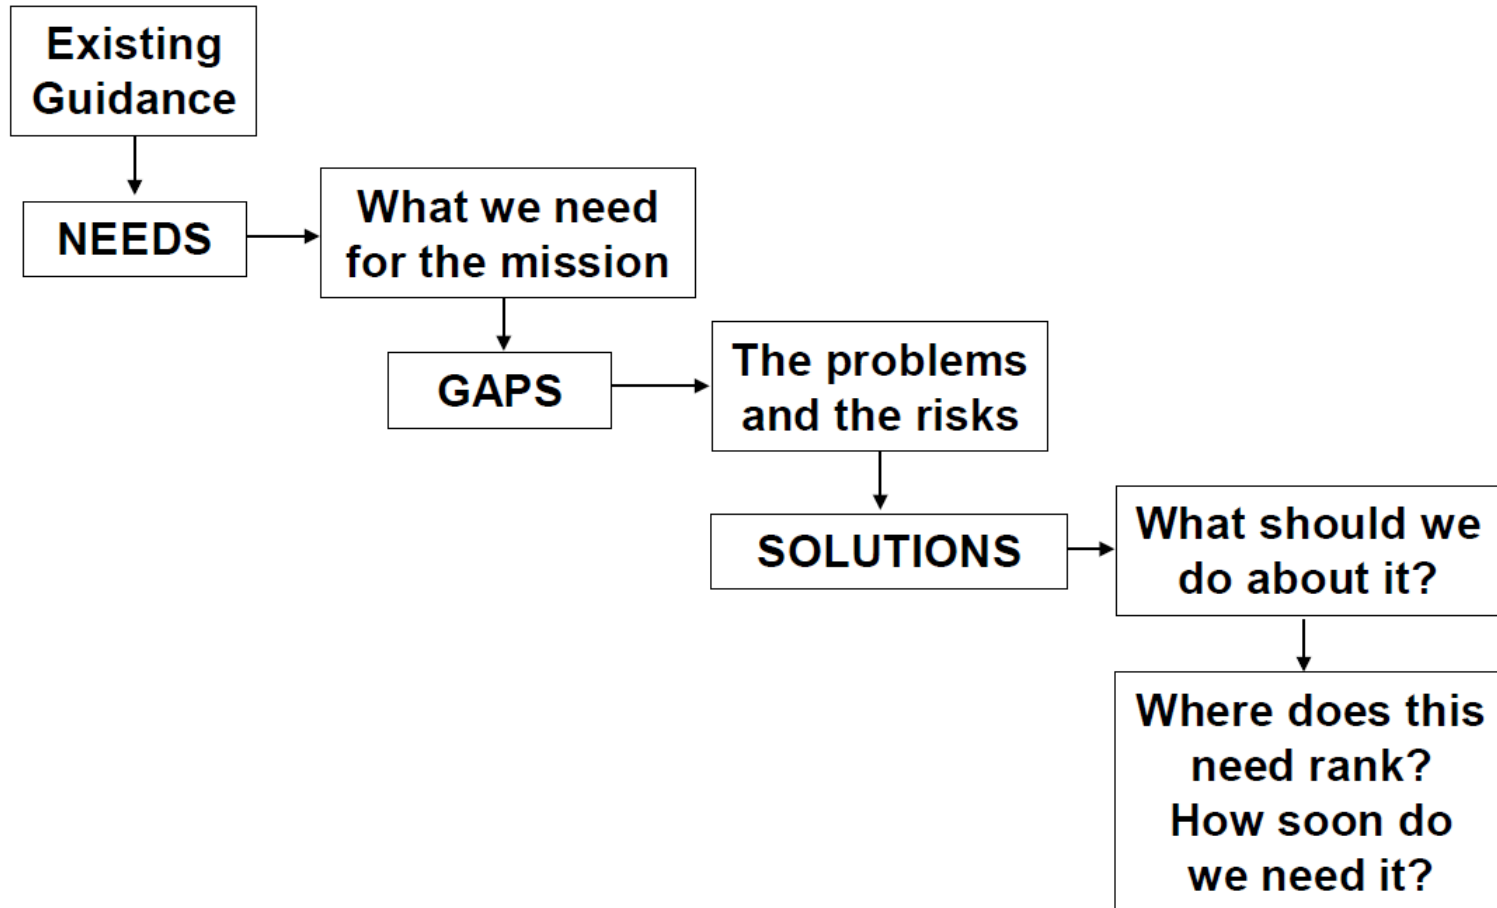 Existing
Guidance
NEEDS
What we need
for the mission
GAPS
The problems
and the risks
SOLUTIONS
What should we
do about it?
Where does this
need rank?
How soon do
we need it?